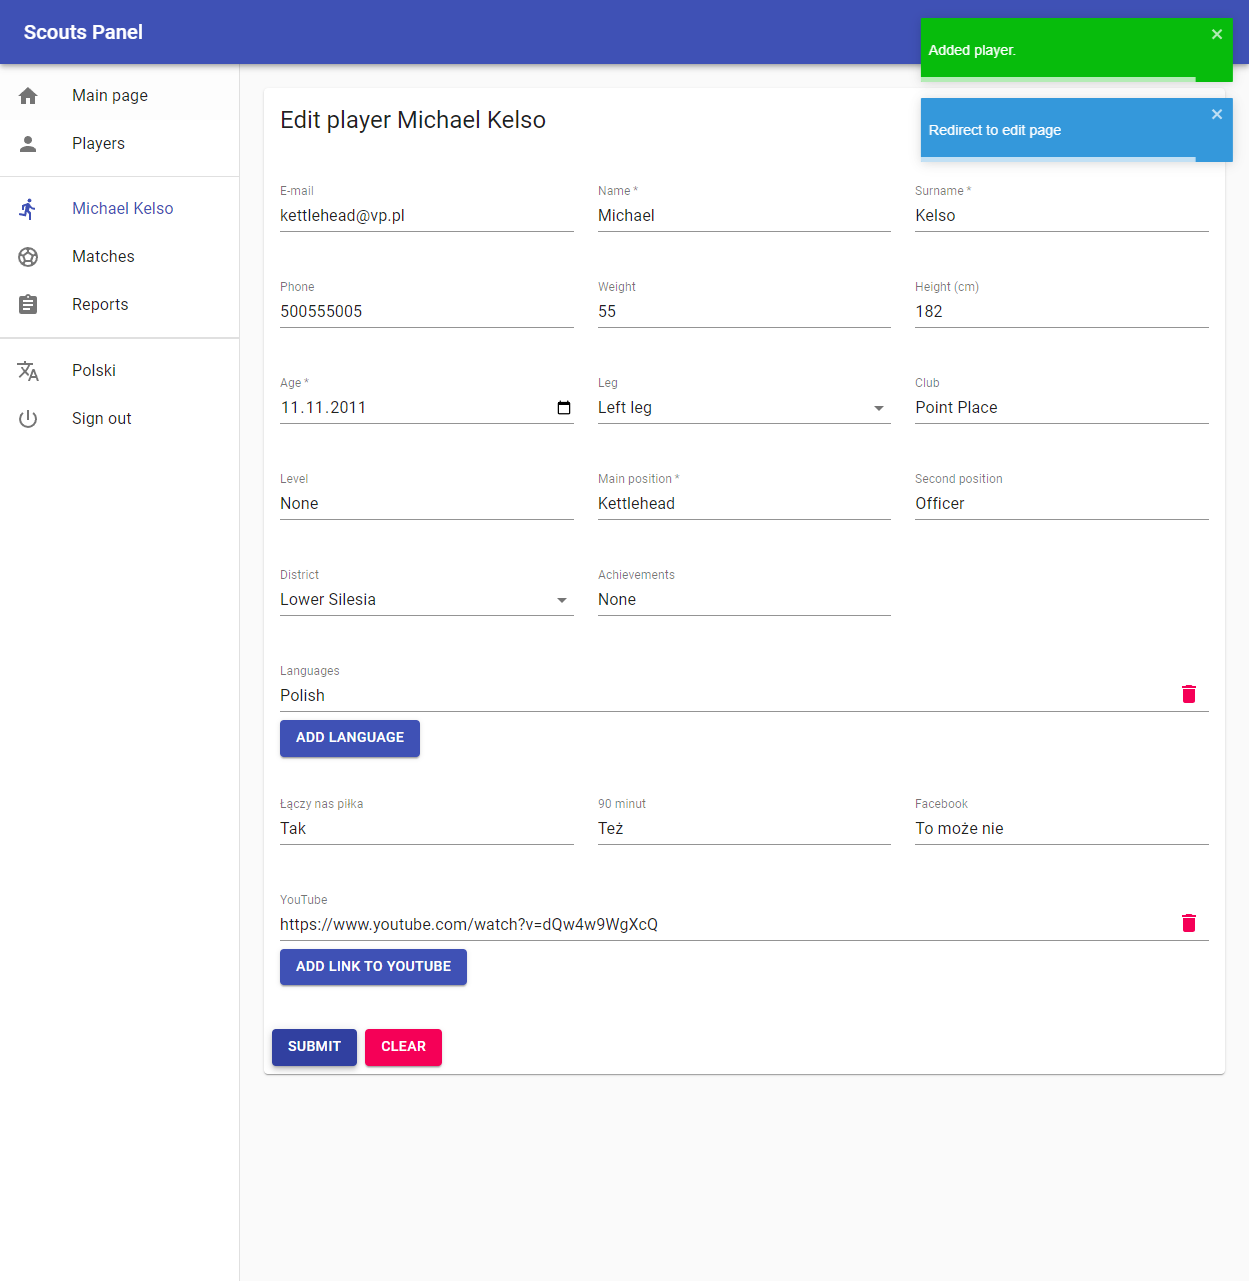 Scouts Panel
Added player.
Redirect to edit page
Main page
Players
Michael Kelso
Matches
Reports
Polski
Sign out
Edit player Michael Kelso
E-mail Name * Surname *
kettlehead@vp.pl Michael Kelso
Phone Weight Height (cm)
500555005 55 182
Age * Leg Club
11.11.2011 Left leg Point Place
Level Main position * Second position
None Kettlehead Officer
District Achievements
Lower Silesia None
Languages
Polish
ADD LANGUAGE
Łączy nas piłka 90 minut Facebook
Tak Też To może nie
YouTube
https://www.youtube.com/watch?v=dQw4w9WgXcQ
ADD LINK TO YOUTUBE
SUBMIT CLEAR